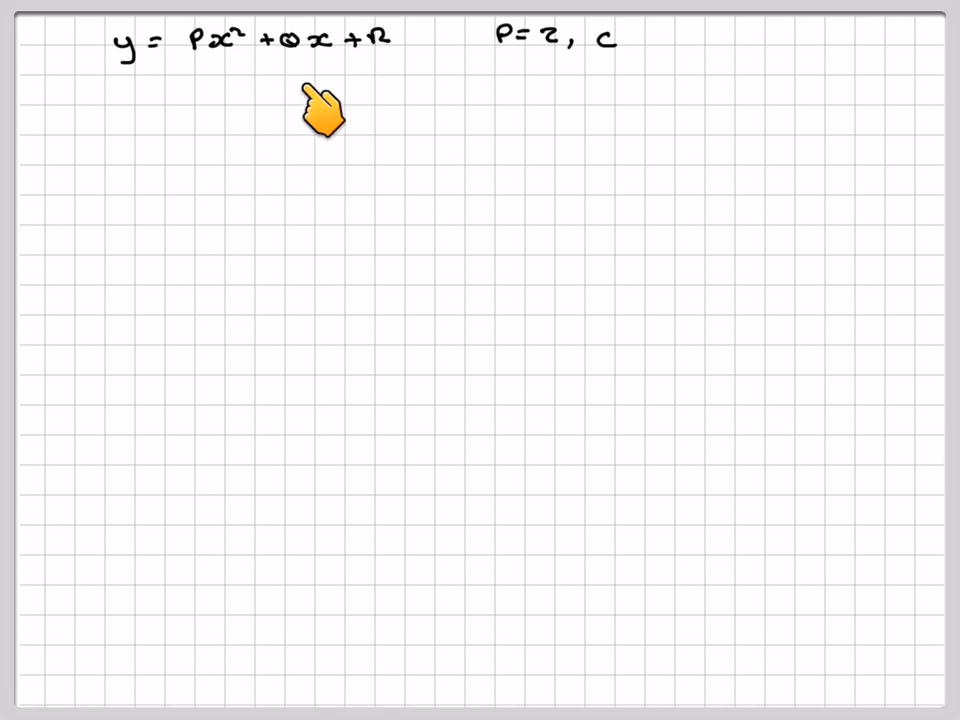 y = Px² + Qx + R P = 2, C